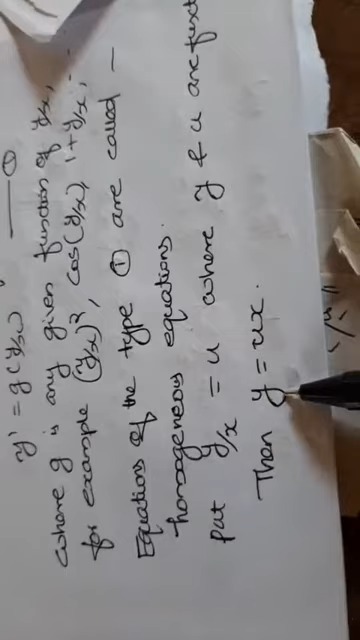 y' = g(y/x) — ①
where g is any given function of y/x,
for example (y/x)², cos(y/x), 1+y/x, ..
Equations of the type ① are called —
homogeneous equations.
Put y/x = u where y & u are funct
Then y = ux.